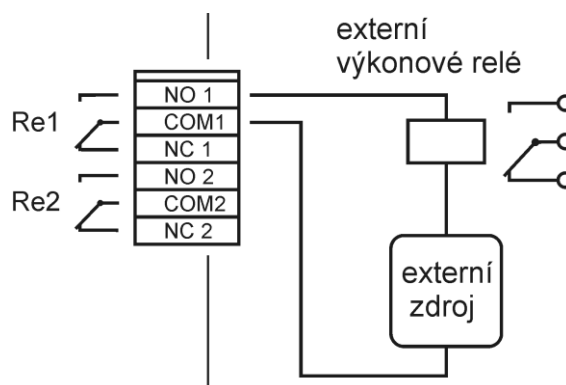 externí
výkonové relé
NO 1
Re1
COM1
NC 1
NO 2
Re2
COM2
NC 2
externí
zdroj